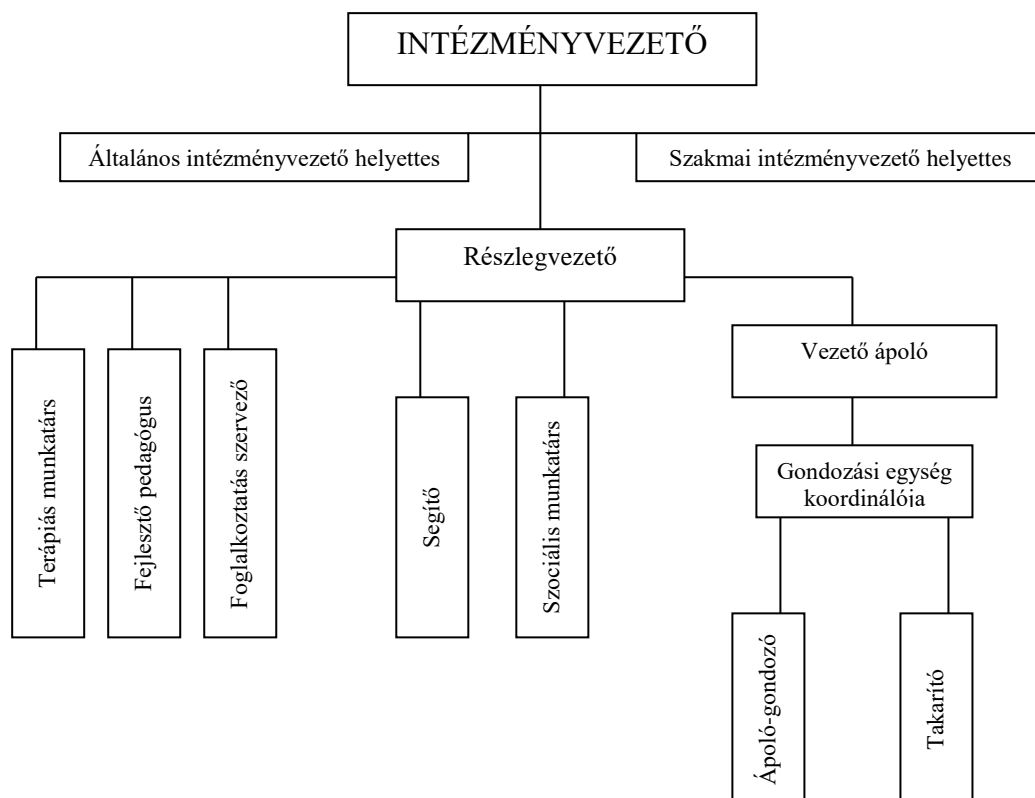 INTÉZMÉNYVEZETŐ
Általános intézményvezető helyettes
Szakmai intézményvezető helyettes
Részlegvezető
Vezető ápoló
Terápiás munkatárs
Fejlesztő pedagógus
Foglalkoztatás szervező
Segítő
Szociális munkatárs
Gondozási egység
koordinálója
Ápoló-gondozó
Takarító